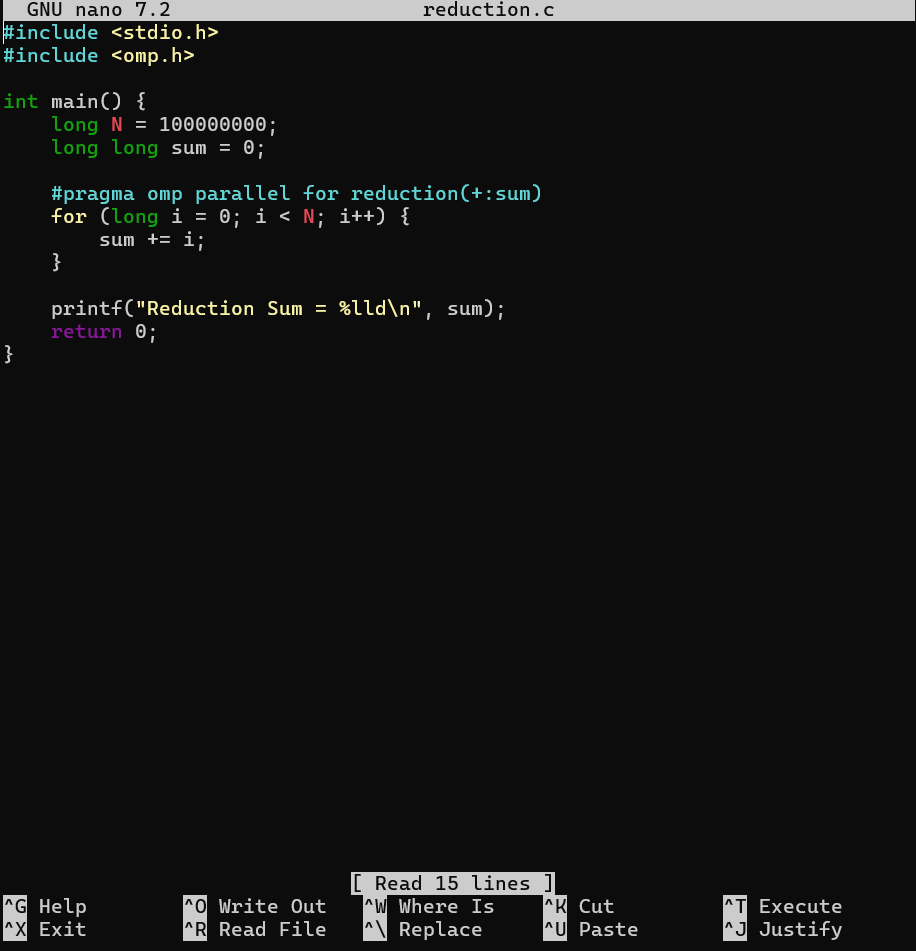 GNU nano 7.2 reduction.c
#include <stdio.h>
#include <omp.h>

int main() {
    long N = 100000000;
    long long sum = 0;

    #pragma omp parallel for reduction(+:sum)
    for (long i = 0; i < N; i++) {
        sum += i;
    }

    printf("Reduction Sum = %lld\n", sum);
    return 0;
}
[ Read 15 lines ]
^G Help ^O Write Out ^W Where Is ^K Cut ^T Execute
^X Exit ^R Read File ^\ Replace ^U Paste ^J Justify